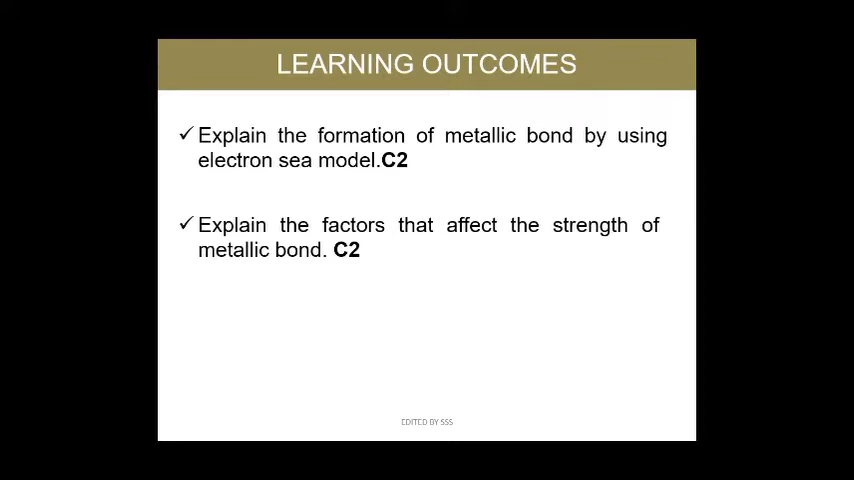 LEARNING OUTCOMES
✓Explain the formation of metallic bond by using
electron sea model.C2
✓Explain the factors that affect the strength of
metallic bond. C2
EDITED BY SSS